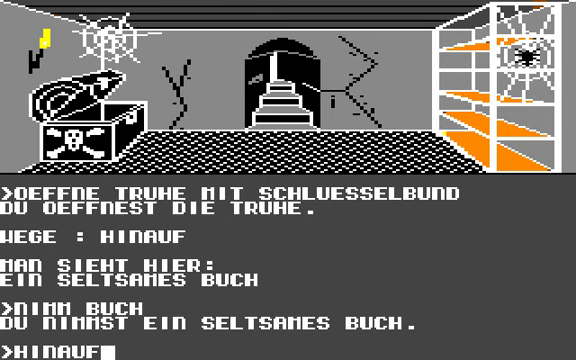 >OEFFNE TRUHE MIT SCHLUESSELBUND
DU OEFFNEST DIE TRUHE.
WEGE : HINAUF
MAN SIEHT HIER:
EIN SELTSAMES BUCH
>NIMM BUCH
DU NIMMST EIN SELTSAMES BUCH.
>HINAUF